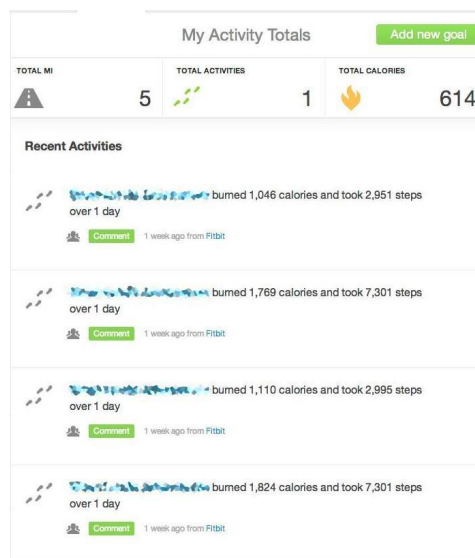 My Activity Totals
Add new goal
TOTAL MI
TOTAL ACTIVITIES
TOTAL CALORIES
5
1
614
Recent Activities
burned 1,046 calories and took 2,951 steps
over 1 day
Comment 1 week ago from Fitbit
burned 1,769 calories and took 7,301 steps
over 1 day
Comment 1 week ago from Fitbit
burned 1,110 calories and took 2,995 steps
over 1 day
Comment 1 week ago from Fitbit
burned 1,824 calories and took 7,301 steps
over 1 day
Comment 1 week ago from Fitbit